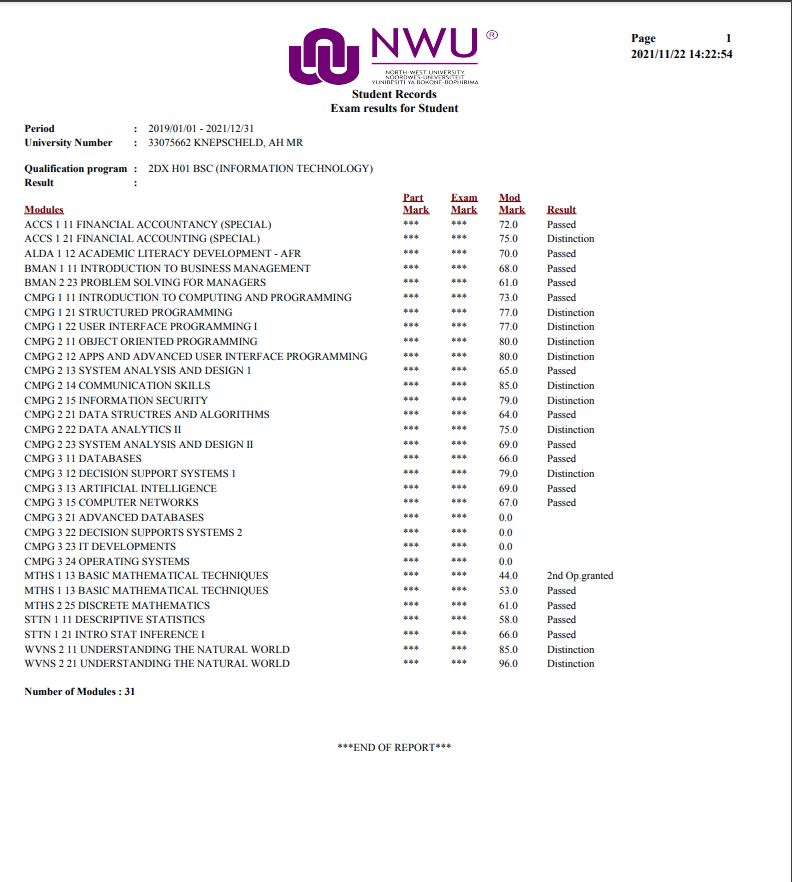 NWU ®
NORTH-WEST UNIVERSITY
NOORDWES-UNIVERSITEIT
YUNIBESITI YA BOKONE-BOPHIRIMA
Page 1
2021/11/22 14:22:54
Student Records
Exam results for Student
Period : 2019/01/01 - 2021/12/31
University Number : 33075662 KNEPSCHELD, AH MR
Qualification program : 2DX H01 BSC (INFORMATION TECHNOLOGY)
Result :
Part Exam Mod
Modules Mark Mark Mark Result
ACCS 1 11 FINANCIAL ACCOUNTANCY (SPECIAL) *** *** 72.0 Passed
ACCS 1 21 FINANCIAL ACCOUNTING (SPECIAL) *** *** 75.0 Distinction
ALDA 1 12 ACADEMIC LITERACY DEVELOPMENT - AFR *** *** 70.0 Passed
BMAN 1 11 INTRODUCTION TO BUSINESS MANAGEMENT *** *** 68.0 Passed
BMAN 2 23 PROBLEM SOLVING FOR MANAGERS *** *** 61.0 Passed
CMPG 1 11 INTRODUCTION TO COMPUTING AND PROGRAMMING *** *** 73.0 Passed
CMPG 1 21 STRUCTURED PROGRAMMING *** *** 77.0 Distinction
CMPG 1 22 USER INTERFACE PROGRAMMING I *** *** 77.0 Distinction
CMPG 2 11 OBJECT ORIENTED PROGRAMMING *** *** 80.0 Distinction
CMPG 2 12 APPS AND ADVANCED USER INTERFACE PROGRAMMING *** *** 80.0 Distinction
CMPG 2 13 SYSTEM ANALYSIS AND DESIGN 1 *** *** 65.0 Passed
CMPG 2 14 COMMUNICATION SKILLS *** *** 85.0 Distinction
CMPG 2 15 INFORMATION SECURITY *** *** 79.0 Distinction
CMPG 2 21 DATA STRUCTRES AND ALGORITHMS *** *** 64.0 Passed
CMPG 2 22 DATA ANALYTICS II *** *** 75.0 Distinction
CMPG 2 23 SYSTEM ANALYSIS AND DESIGN II *** *** 69.0 Passed
CMPG 3 11 DATABASES *** *** 66.0 Passed
CMPG 3 12 DECISION SUPPORT SYSTEMS 1 *** *** 79.0 Distinction
CMPG 3 13 ARTIFICIAL INTELLIGENCE *** *** 69.0 Passed
CMPG 3 15 COMPUTER NETWORKS *** *** 67.0 Passed
CMPG 3 21 ADVANCED DATABASES *** *** 0.0
CMPG 3 22 DECISION SUPPORTS SYSTEMS 2 *** *** 0.0
CMPG 3 23 IT DEVELOPMENTS *** *** 0.0
CMPG 3 24 OPERATING SYSTEMS *** *** 0.0
MTHS 1 13 BASIC MATHEMATICAL TECHNIQUES *** *** 44.0 2nd Op.granted
MTHS 1 13 BASIC MATHEMATICAL TECHNIQUES *** *** 53.0 Passed
MTHS 2 25 DISCRETE MATHEMATICS *** *** 61.0 Passed
STTN 1 11 DESCRIPTIVE STATISTICS *** *** 58.0 Passed
STTN 1 21 INTRO STAT INFERENCE I *** *** 66.0 Passed
WVNS 2 11 UNDERSTANDING THE NATURAL WORLD *** *** 85.0 Distinction
WVNS 2 21 UNDERSTANDING THE NATURAL WORLD *** *** 96.0 Distinction
Number of Modules : 31
***END OF REPORT***